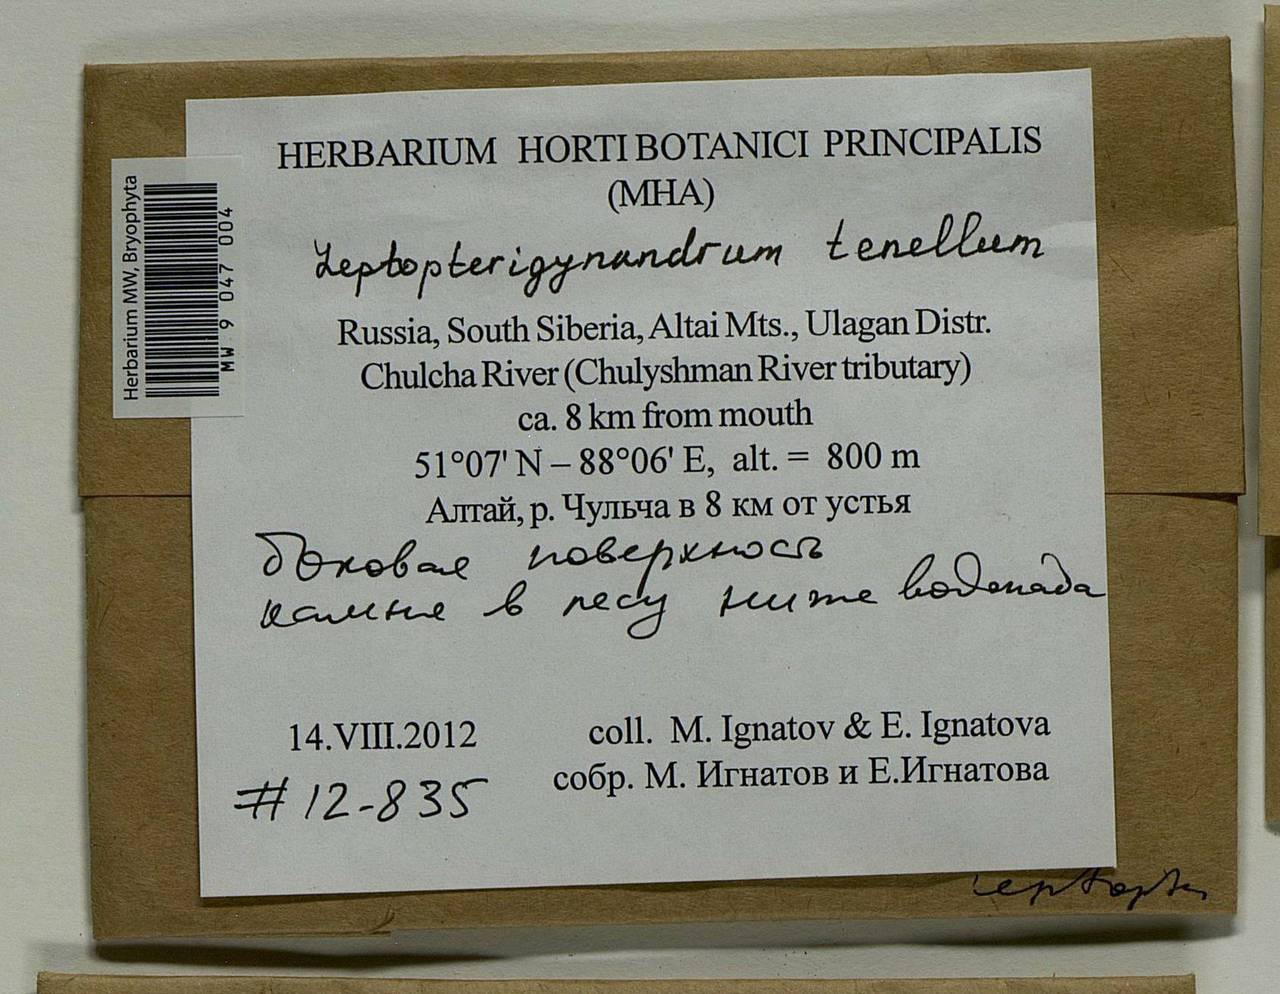 HERBARIUM HORTI BOTANICI PRINCIPALIS
(MHA)
Leptopterigynandrum tenellum
Russia, South Siberia, Altai Mts., Ulagan Distr.
Chulcha River (Chulyshman River tributary)
ca. 8 km from mouth
51°07' N – 88°06' E, alt. = 800 m
Алтай, р. Чульча в 8 км от устья
Боковая поверхность
камня в лесу ниже водопада
14.VIII.2012
coll. M. Ignatov & E. Ignatova
собр. М. Игнатов и Е.Игнатова
#12-835
Herbarium MW, Bryophyta
MW 9 047 004